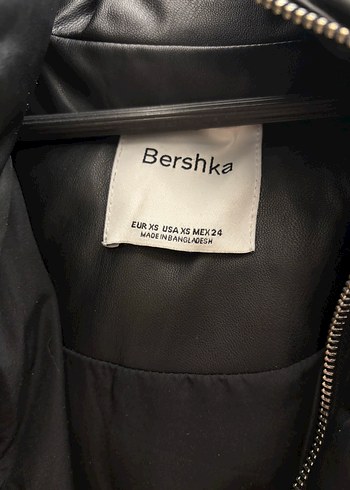 Bershka
EUR XS USA XS MEX 24
MADE IN BANGLADESH